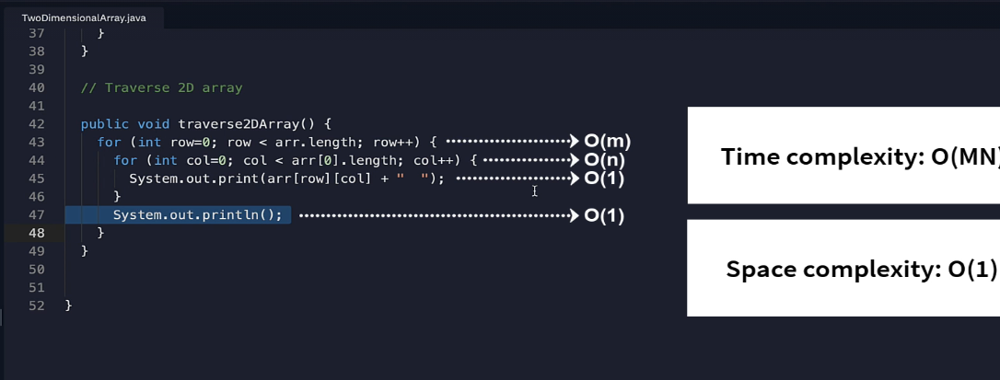 TwoDimensionalArray.java
37 }
38 }
39
40 // Traverse 2D array
41
42 public void traverse2DArray() {
43 for (int row=0; row < arr.length; row++) { O(m)
44 for (int col=0; col < arr[0].length; col++) { O(n)
45 System.out.print(arr[row][col] + "  "); O(1)
46 }
47 System.out.println(); O(1)
48 }
49 }
50
51
52 }
Time complexity: O(MN)
Space complexity: O(1)